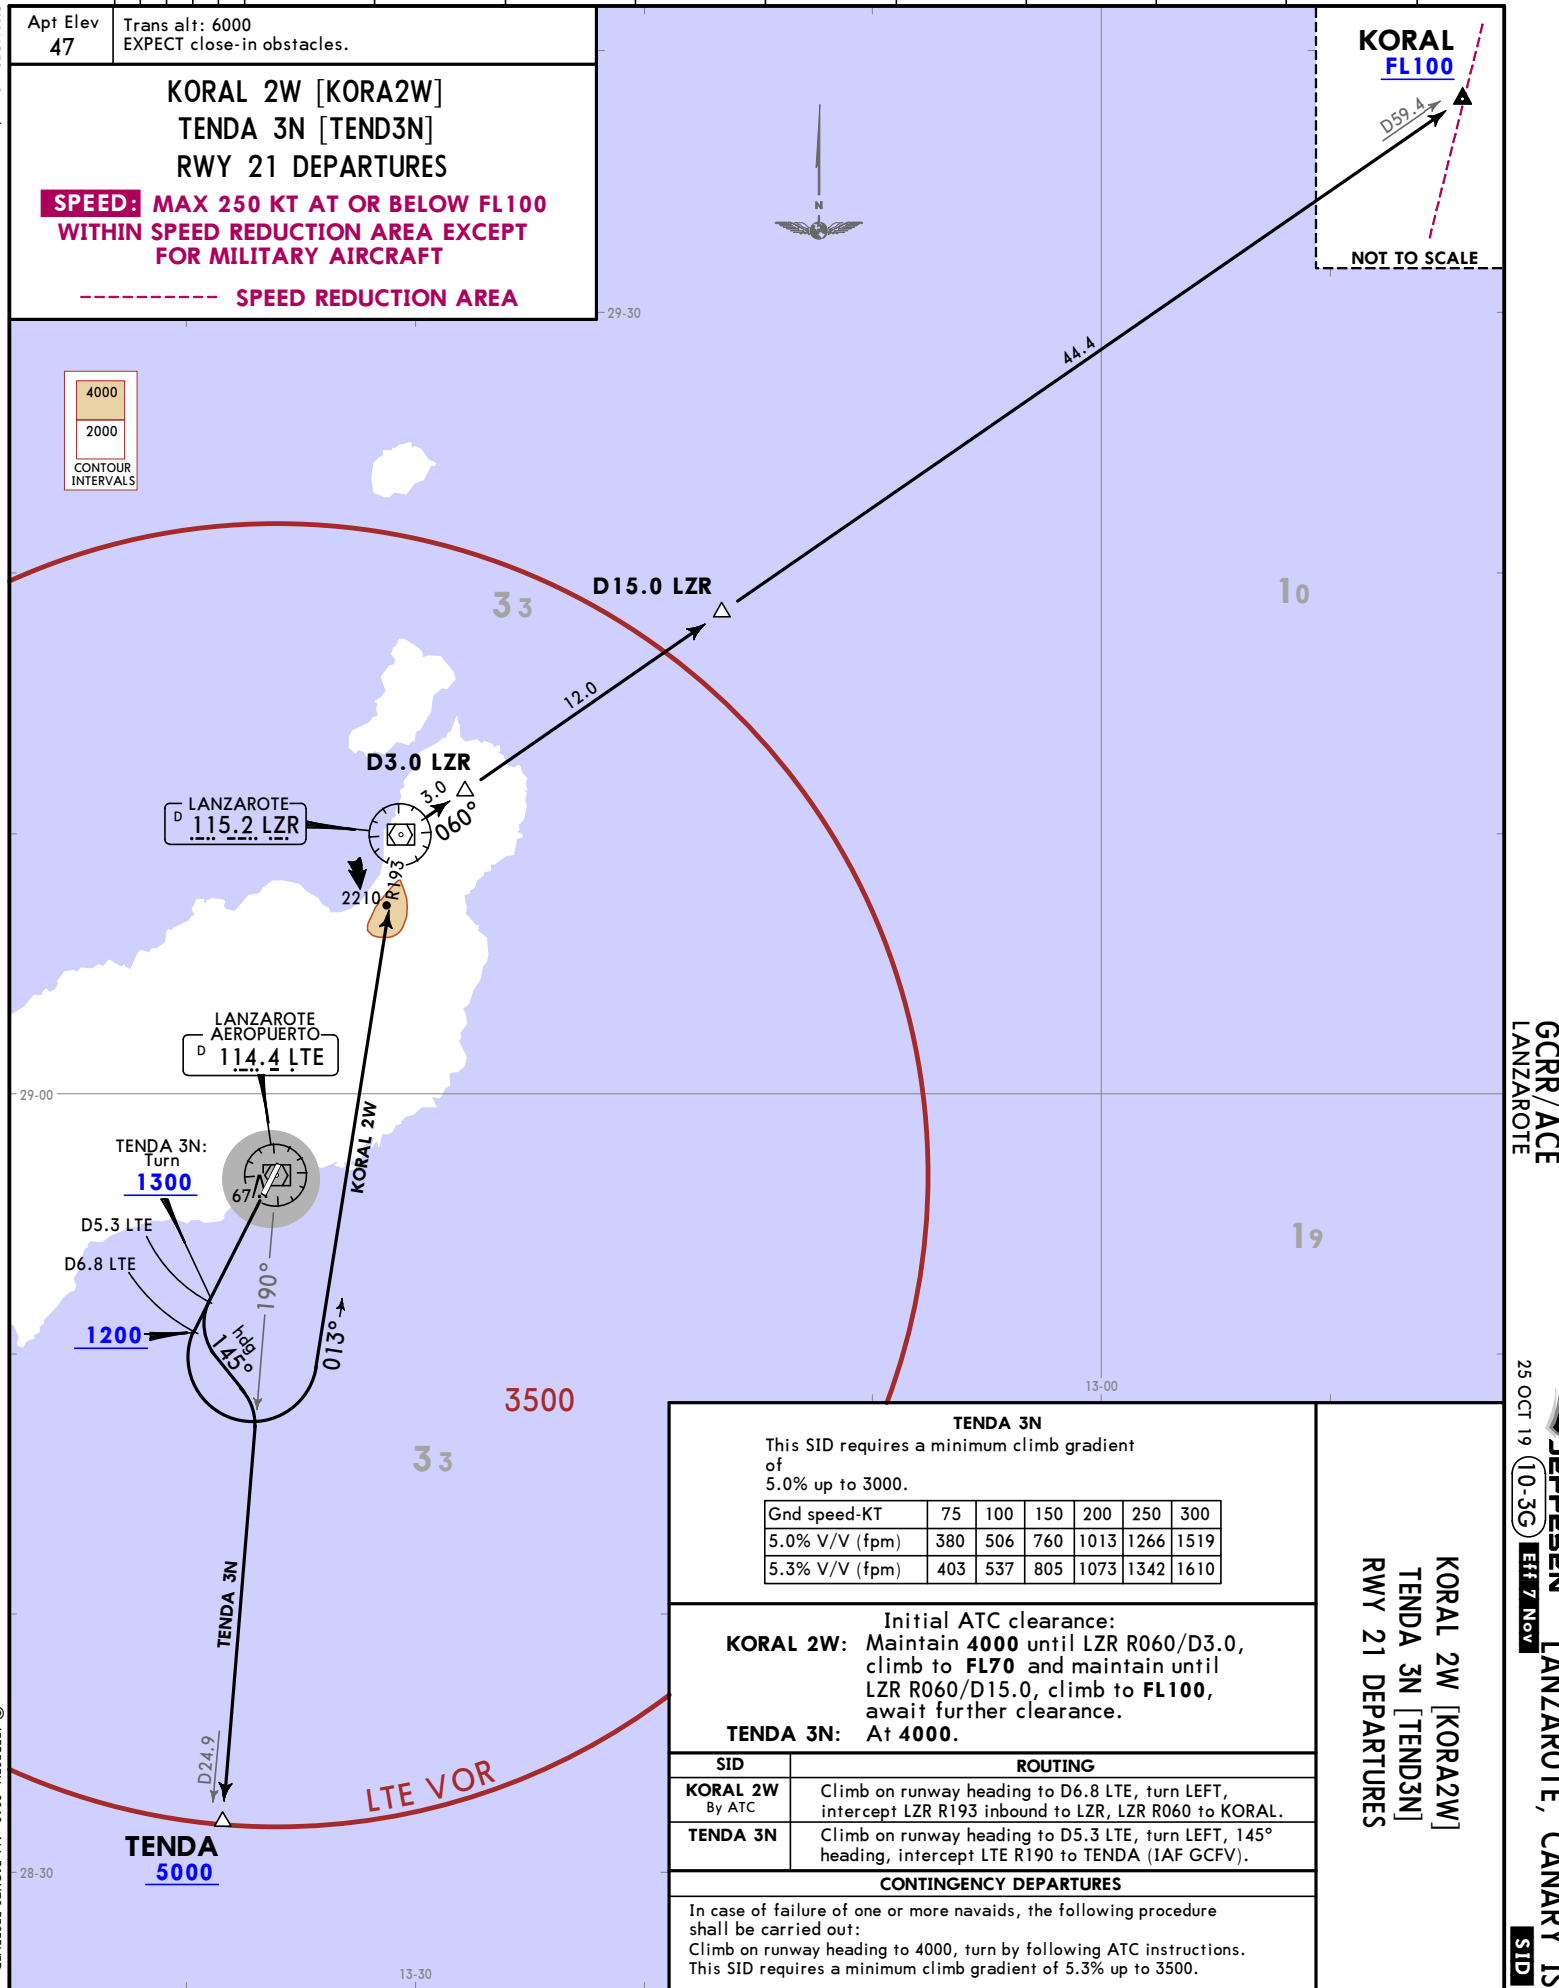 Apt Elev
47
Trans alt: 6000
EXPECT close-in obstacles.
KORAL 2W [KORA2W]
TENDA 3N [TEND3N]
RWY 21 DEPARTURES
SPEED: MAX 250 KT AT OR BELOW FL100
WITHIN SPEED REDUCTION AREA EXCEPT
FOR MILITARY AIRCRAFT
SPEED REDUCTION AREA
KORAL
FL100
D59.4
NOT TO SCALE
N
29-30
44.4
4000
2000
CONTOUR
INTERVALS
33
D15.0 LZR
10
12.0
D3.0 LZR
3.0
060°
LANZAROTE
D 115.2 LZR
R193
2210
LANZAROTE
AEROPUERTO
D 114.4 LTE
29-00
KORAL 2W
TENDA 3N:
Turn
1300
67
D5.3 LTE
D6.8 LTE
1200
190°
hdg
145°
013°
19
3500
13-00
33
TENDA 3N
D24.9
LTE VOR
TENDA
5000
28-30
13-30
TENDA 3N
This SID requires a minimum climb gradient
of
5.0% up to 3000.
Gnd speed-KT 75 100 150 200 250 300
5.0% V/V (fpm) 380 506 760 1013 1266 1519
5.3% V/V (fpm) 403 537 805 1073 1342 1610
Initial ATC clearance:
KORAL 2W: Maintain 4000 until LZR R060/D3.0,
climb to FL70 and maintain until
LZR R060/D15.0, climb to FL100,
await further clearance.
TENDA 3N: At 4000.
SID ROUTING
KORAL 2W
By ATC
Climb on runway heading to D6.8 LTE, turn LEFT,
intercept LZR R193 inbound to LZR, LZR R060 to KORAL.
TENDA 3N
Climb on runway heading to D5.3 LTE, turn LEFT, 145°
heading, intercept LTE R190 to TENDA (IAF GCFV).
CONTINGENCY DEPARTURES
In case of failure of one or more navaids, the following procedure
shall be carried out:
Climb on runway heading to 4000, turn by following ATC instructions.
This SID requires a minimum climb gradient of 5.3% up to 3500.
KORAL 2W [KORA2W]
TENDA 3N [TEND3N]
RWY 21 DEPARTURES
GCRR/ACE
LANZAROTE
JEPPESEN
25 OCT 19 10-3G Eff 7 Nov
LANZAROTE, CANARY IS
SID